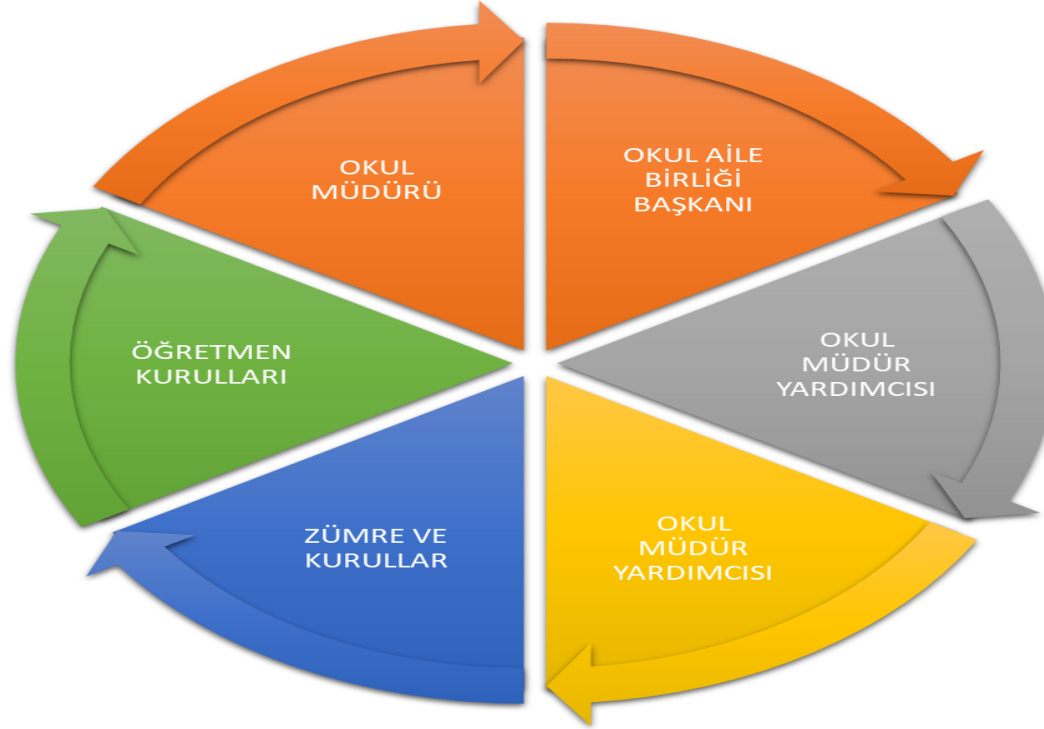 OKUL
MÜDÜRÜ
OKUL AİLE
BİRLİĞİ
BAŞKANI
OKUL
MÜDÜR
YARDIMCISI
OKUL
MÜDÜR
YARDIMCISI
ZÜMRE VE
KURULLAR
ÖĞRETMEN
KURULLARI